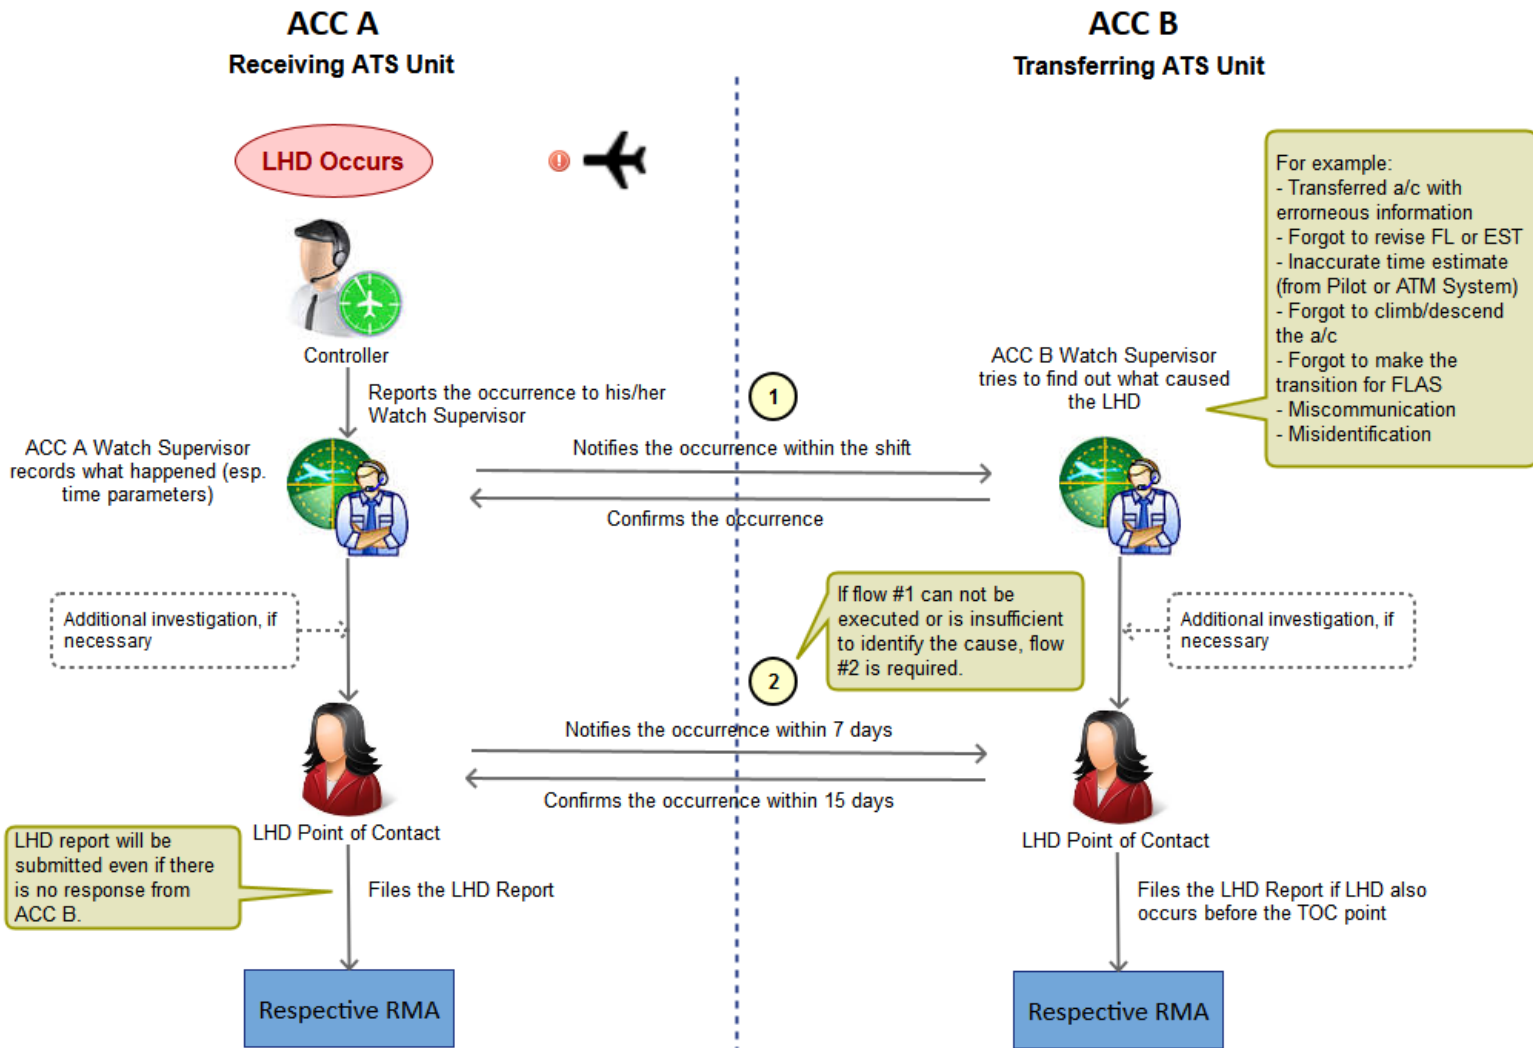 ACC A
Receiving ATS Unit
ACC B
Transferring ATS Unit
LHD Occurs
!
Controller
Reports the occurrence to his/her
Watch Supervisor
ACC A Watch Supervisor
records what happened (esp.
time parameters)
1
Notifies the occurrence within the shift
Confirms the occurrence
ACC B Watch Supervisor
tries to find out what caused
the LHD
For example:
- Transferred a/c with
errorneous information
- Forgot to revise FL or EST
- Inaccurate time estimate
(from Pilot or ATM System)
- Forgot to climb/descend
the a/c
- Forgot to make the
transition for FLAS
- Miscommunication
- Misidentification
Additional investigation, if
necessary
If flow #1 can not be
executed or is insufficient
to identify the cause, flow
#2 is required.
Additional investigation, if
necessary
2
Notifies the occurrence within 7 days
Confirms the occurrence within 15 days
LHD Point of Contact
LHD Point of Contact
LHD report will be
submitted even if there
is no response from
ACC B.
Files the LHD Report
Files the LHD Report if LHD also
occurs before the TOC point
Respective RMA
Respective RMA